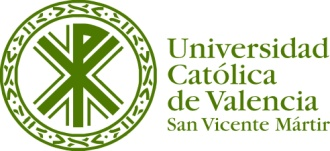 Universidad
Católica
de Valencia
San Vicente Mártir